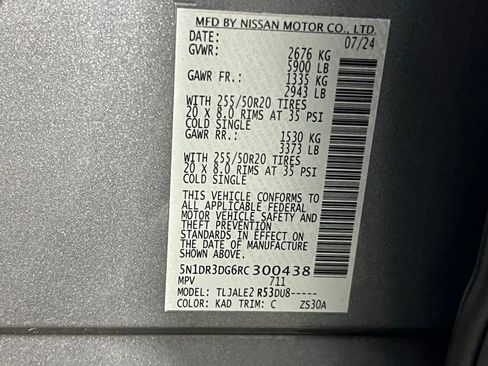 MFD BY NISSAN MOTOR CO., LTD.
DATE: 07/24
GVWR: 2676 KG
5900 LB
GAWR FR.: 1335 KG
2943 LB
WITH 255/50R20 TIRES
20 X 8.0 RIMS AT 35 PSI
COLD SINGLE
GAWR RR.: 1530 KG
3373 LB
WITH 255/50R20 TIRES
20 X 8.0 RIMS AT 35 PSI
COLD SINGLE
THIS VEHICLE CONFORMS TO
ALL APPLICABLE FEDERAL
MOTOR VEHICLE SAFETY AND
THEFT PREVENTION
STANDARDS IN EFFECT ON
THE DATE OF MANUFACTURE
SHOWN ABOVE.
5N1DR3DG6RC300438
MPV 711
MODEL: TLJALE2 R53DU8-----
COLOR: KAD TRIM: C ZS30A